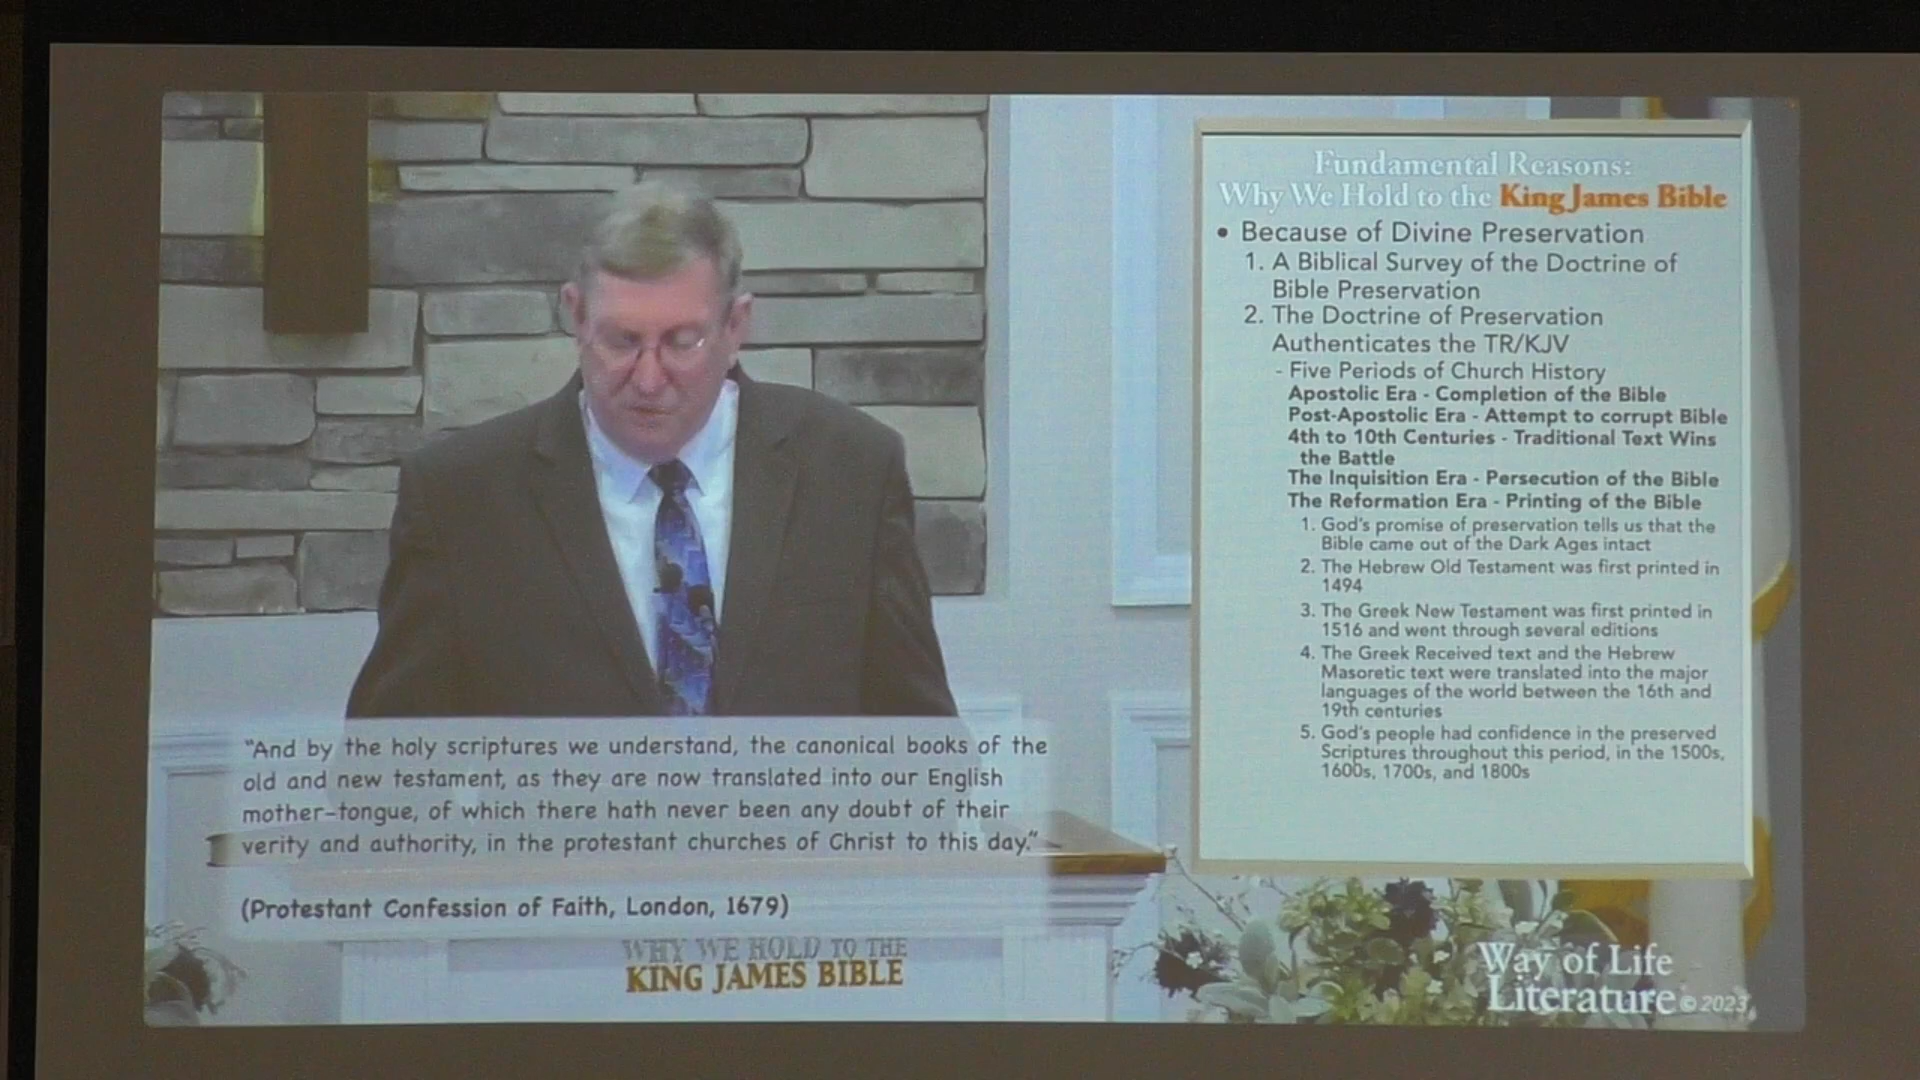 Fundamental Reasons:
Why We Hold to the King James Bible
• Because of Divine Preservation
1. A Biblical Survey of the Doctrine of
Bible Preservation
2. The Doctrine of Preservation
Authenticates the TR/KJV
- Five Periods of Church History
Apostolic Era - Completion of the Bible
Post-Apostolic Era - Attempt to corrupt Bible
4th to 10th Centuries - Traditional Text Wins
the Battle
The Inquisition Era - Persecution of the Bible
The Reformation Era - Printing of the Bible
1. God's promise of preservation tells us that the
Bible came out of the Dark Ages intact
2. The Hebrew Old Testament was first printed in
1494
3. The Greek New Testament was first printed in
1516 and went through several editions
4. The Greek Received text and the Hebrew
Masoretic text were translated into the major
languages of the world between the 16th and
19th centuries
5. God's people had confidence in the preserved
Scriptures throughout this period, in the 1500s,
1600s, 1700s, and 1800s
"And by the holy scriptures we understand, the canonical books of the
old and new testament, as they are now translated into our English
mother-tongue, of which there hath never been any doubt of their
verity and authority, in the protestant churches of Christ to this day."
(Protestant Confession of Faith, London, 1679)
WHY WE HOLD TO THE
KING JAMES BIBLE
Way of Life
Literature © 2023